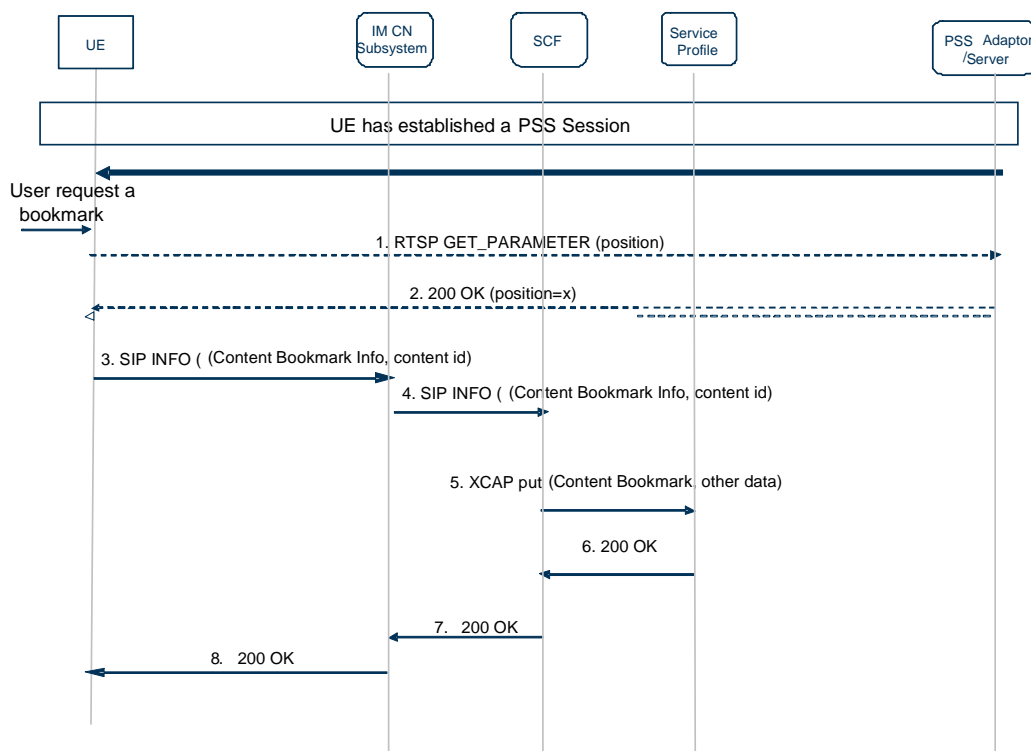 UE
IM CN
Subsystem
SCF
Service
Profile
PSS Adaptor
/Server
UE has established a PSS Session
User request a
bookmark
1. RTSP GET_PARAMETER (position)
2. 200 OK (position=x)
3. SIP INFO ( (Content Bookmark Info, content id)
4. SIP INFO ( (Content Bookmark Info, content id)
5. XCAP put (Content Bookmark, other data)
6. 200 OK
7. 200 OK
8. 200 OK